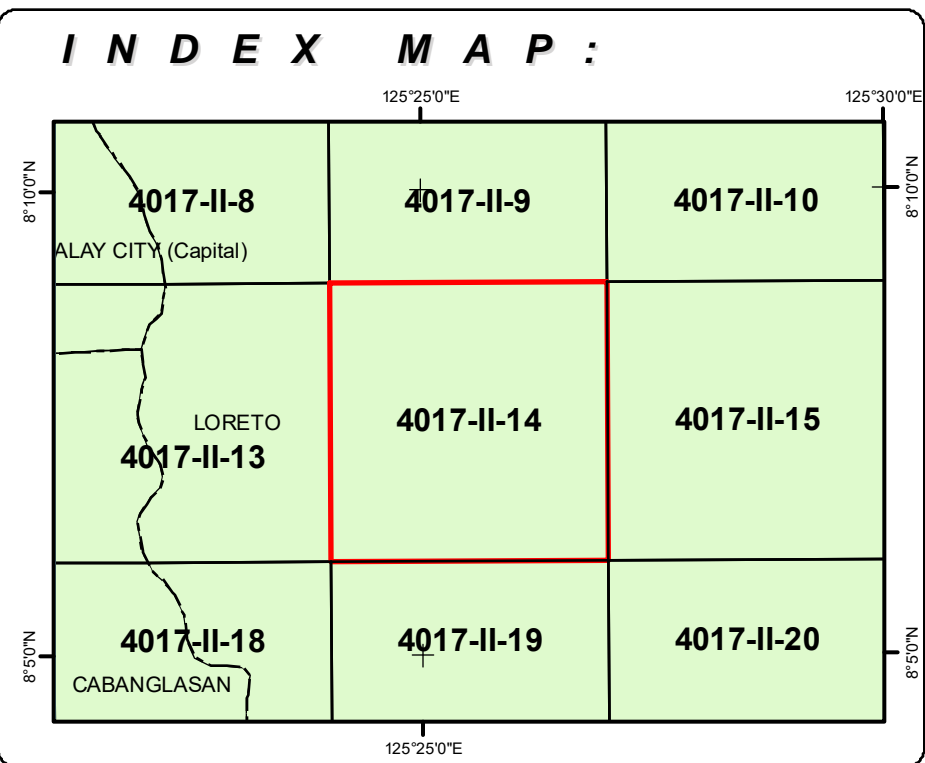 INDEX MAP:
125°25'0"E
125°30'0"E
8°10'0"N
8°10'0"N
4017-II-8
4017-II-9
4017-II-10
ALAY CITY (Capital)
LORETO
4017-II-13
4017-II-14
4017-II-15
4017-II-18
4017-II-19
4017-II-20
8°5'0"N
8°5'0"N
CABANGLASAN
125°25'0"E